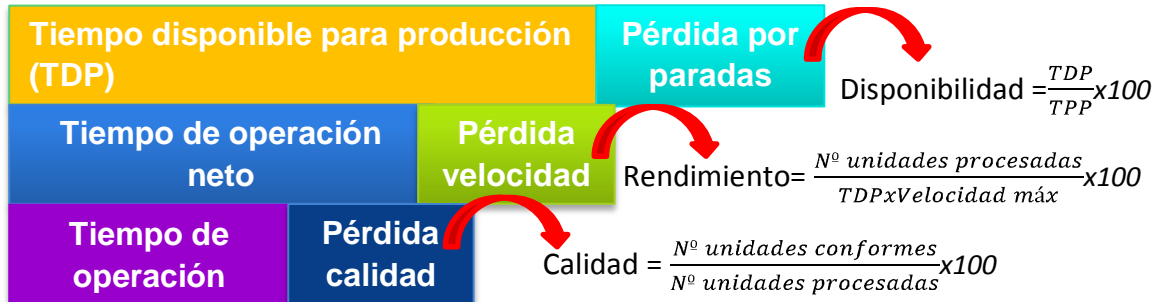 Tiempo disponible para producción
(TDP)
Pérdida por
paradas
Disponibilidad =TDP/TPP x100
Tiempo de operación
neto
Pérdida
velocidad
Rendimiento= Nº unidades procesadas/TDPxVelocidad máx x100
Tiempo de
operación
Pérdida
calidad
Calidad = Nº unidades conformes/Nº unidades procesadas x100